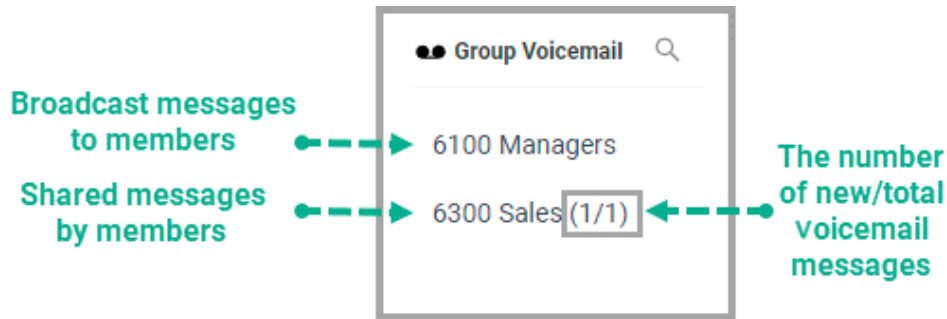 Group Voicemail
Broadcast messages
to members
6100 Managers
Shared messages
by members
6300 Sales (1/1)
The number
of new/total
voicemail
messages